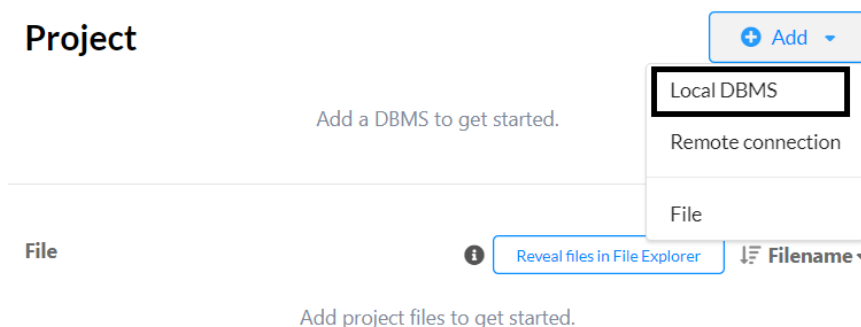 Project
Add
Local DBMS
Add a DBMS to get started.
Remote connection
File
File
Reveal files in File Explorer
Filename
Add project files to get started.